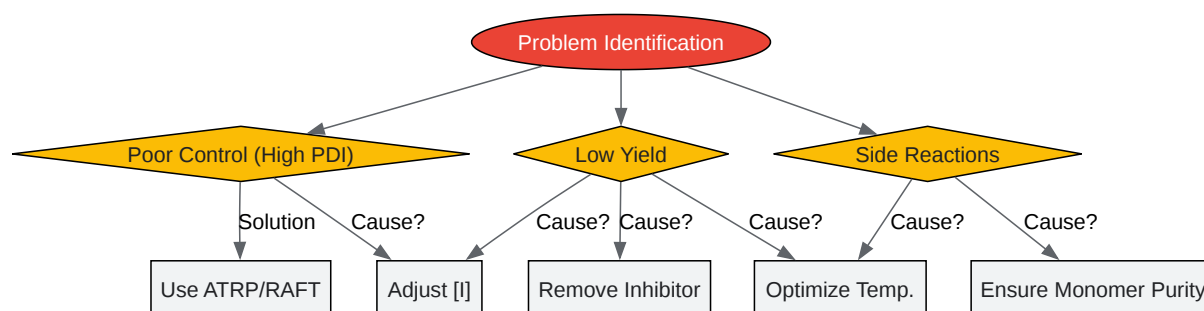 Problem Identification
Poor Control (High PDI)
Low Yield
Side Reactions
Solution
Cause?
Cause?
Cause?
Cause?
Cause?
Cause?
Use ATRP/RAFT
Adjust [I]
Remove Inhibitor
Optimize Temp.
Ensure Monomer Purity